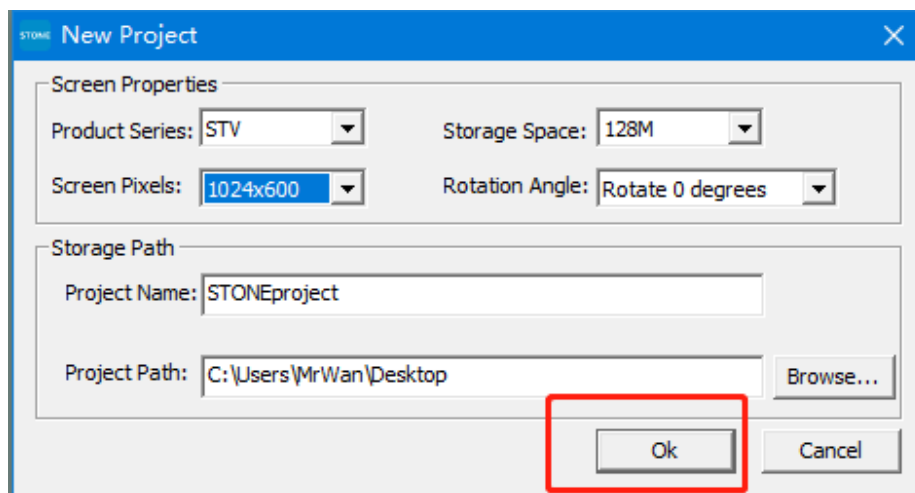 STONE New Project
Screen Properties
Product Series: STV Storage Space: 128M
Screen Pixels: 1024x600 Rotation Angle: Rotate 0 degrees
Storage Path
Project Name: STONEproject
Project Path: C:\Users\MrWan\Desktop Browse...
Ok Cancel